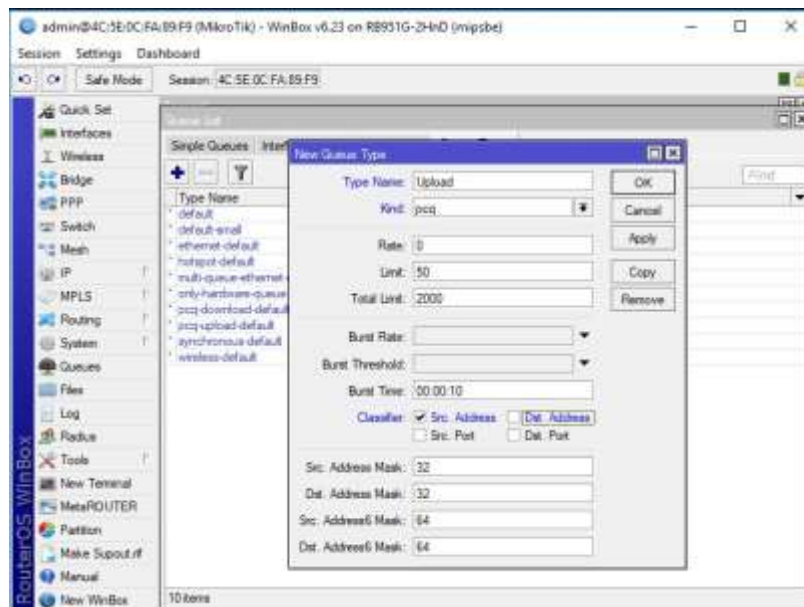 admin@4C:5E:0C:FA:89:F9 (MikroTik) - WinBox v6.23 on RB951G-2HnD (mipsbe)
Session Settings Dashboard
Safe Mode Session: 4C:5E:0C:FA:89:F9
Quick Set
Interfaces
Wireless
Bridge
PPP
Switch
Mesh
IP
MPLS
Routing
System
Queues
Files
Log
Radius
Tools
New Terminal
MetaROUTER
Partition
Make Supout.rif
Manual
New WinBox
RouterOS WinBox
Queue List
Simple Queues
Find
Type Name
default
default-small
ethernet-default
hotspot-default
multi-queue-ethernet
only-hardware-queue
pcq-download-default
pcq-upload-default
synchronous-default
wireless-default
10 items
New Queue Type
Type Name: Upload
Kind: pcq
Rate: 0
Limit: 50
Total Limit: 2000
Burst Rate:
Burst Threshold:
Burst Time: 00:00:10
Classifier: Src. Address Dst. Address
Src. Port Dst. Port
Src. Address Mask: 32
Dst. Address Mask: 32
Src. Address6 Mask: 64
Dst. Address6 Mask: 64
OK
Cancel
Apply
Copy
Remove